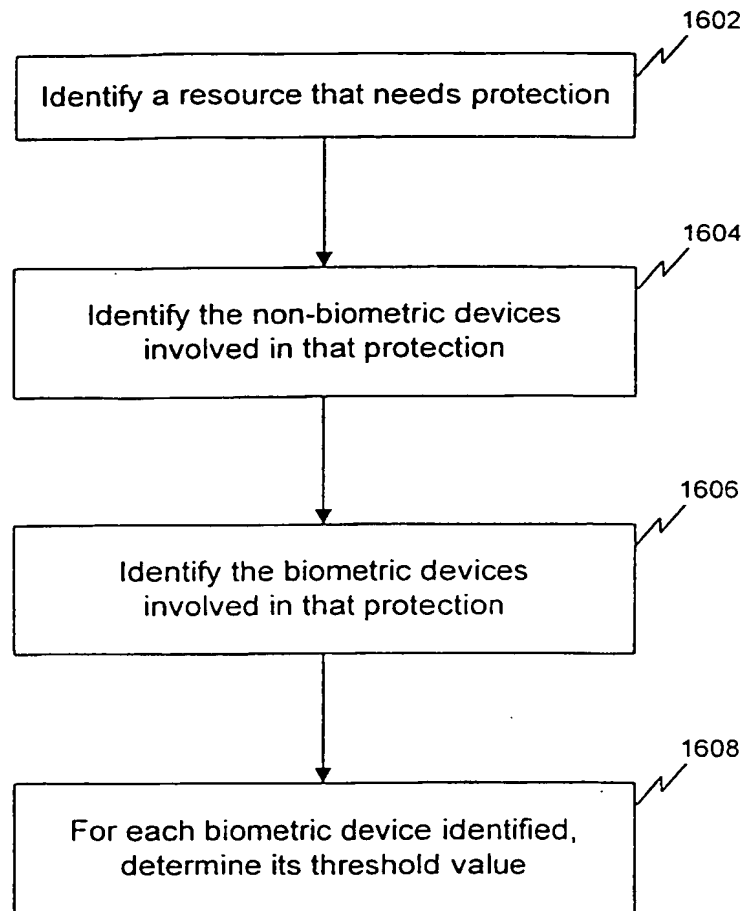 1602
Identify a resource that needs protection
1604
Identify the non-biometric devices
involved in that protection
1606
Identify the biometric devices
involved in that protection
1608
For each biometric device identified,
determine its threshold value